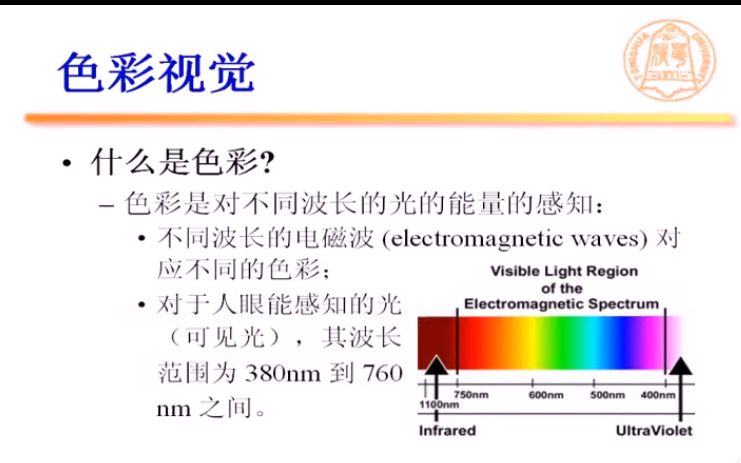 色彩视觉
TSINGHUA UNIVERSITY
• 什么是色彩?
– 色彩是对不同波长的光的能量的感知:
• 不同波长的电磁波 (electromagnetic waves) 对
应不同的色彩;
• 对于人眼能感知的光
（可见光），其波长
范围为 380nm 到 760
nm 之间。
Visible Light Region
of the
Electromagnetic Spectrum
750nm 600nm 500nm 400nm
1100nm
Infrared UltraViolet